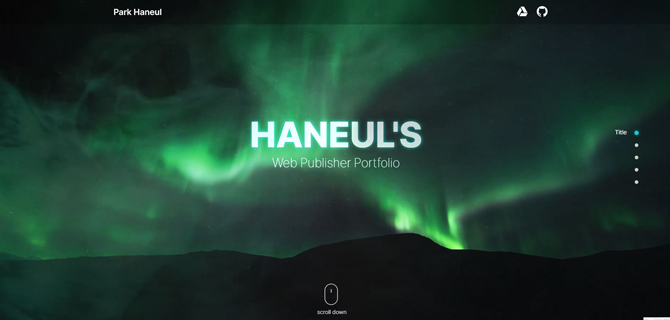 Park Haneul
HANEUL'S
Web Publisher Portfolio
Title
scroll down